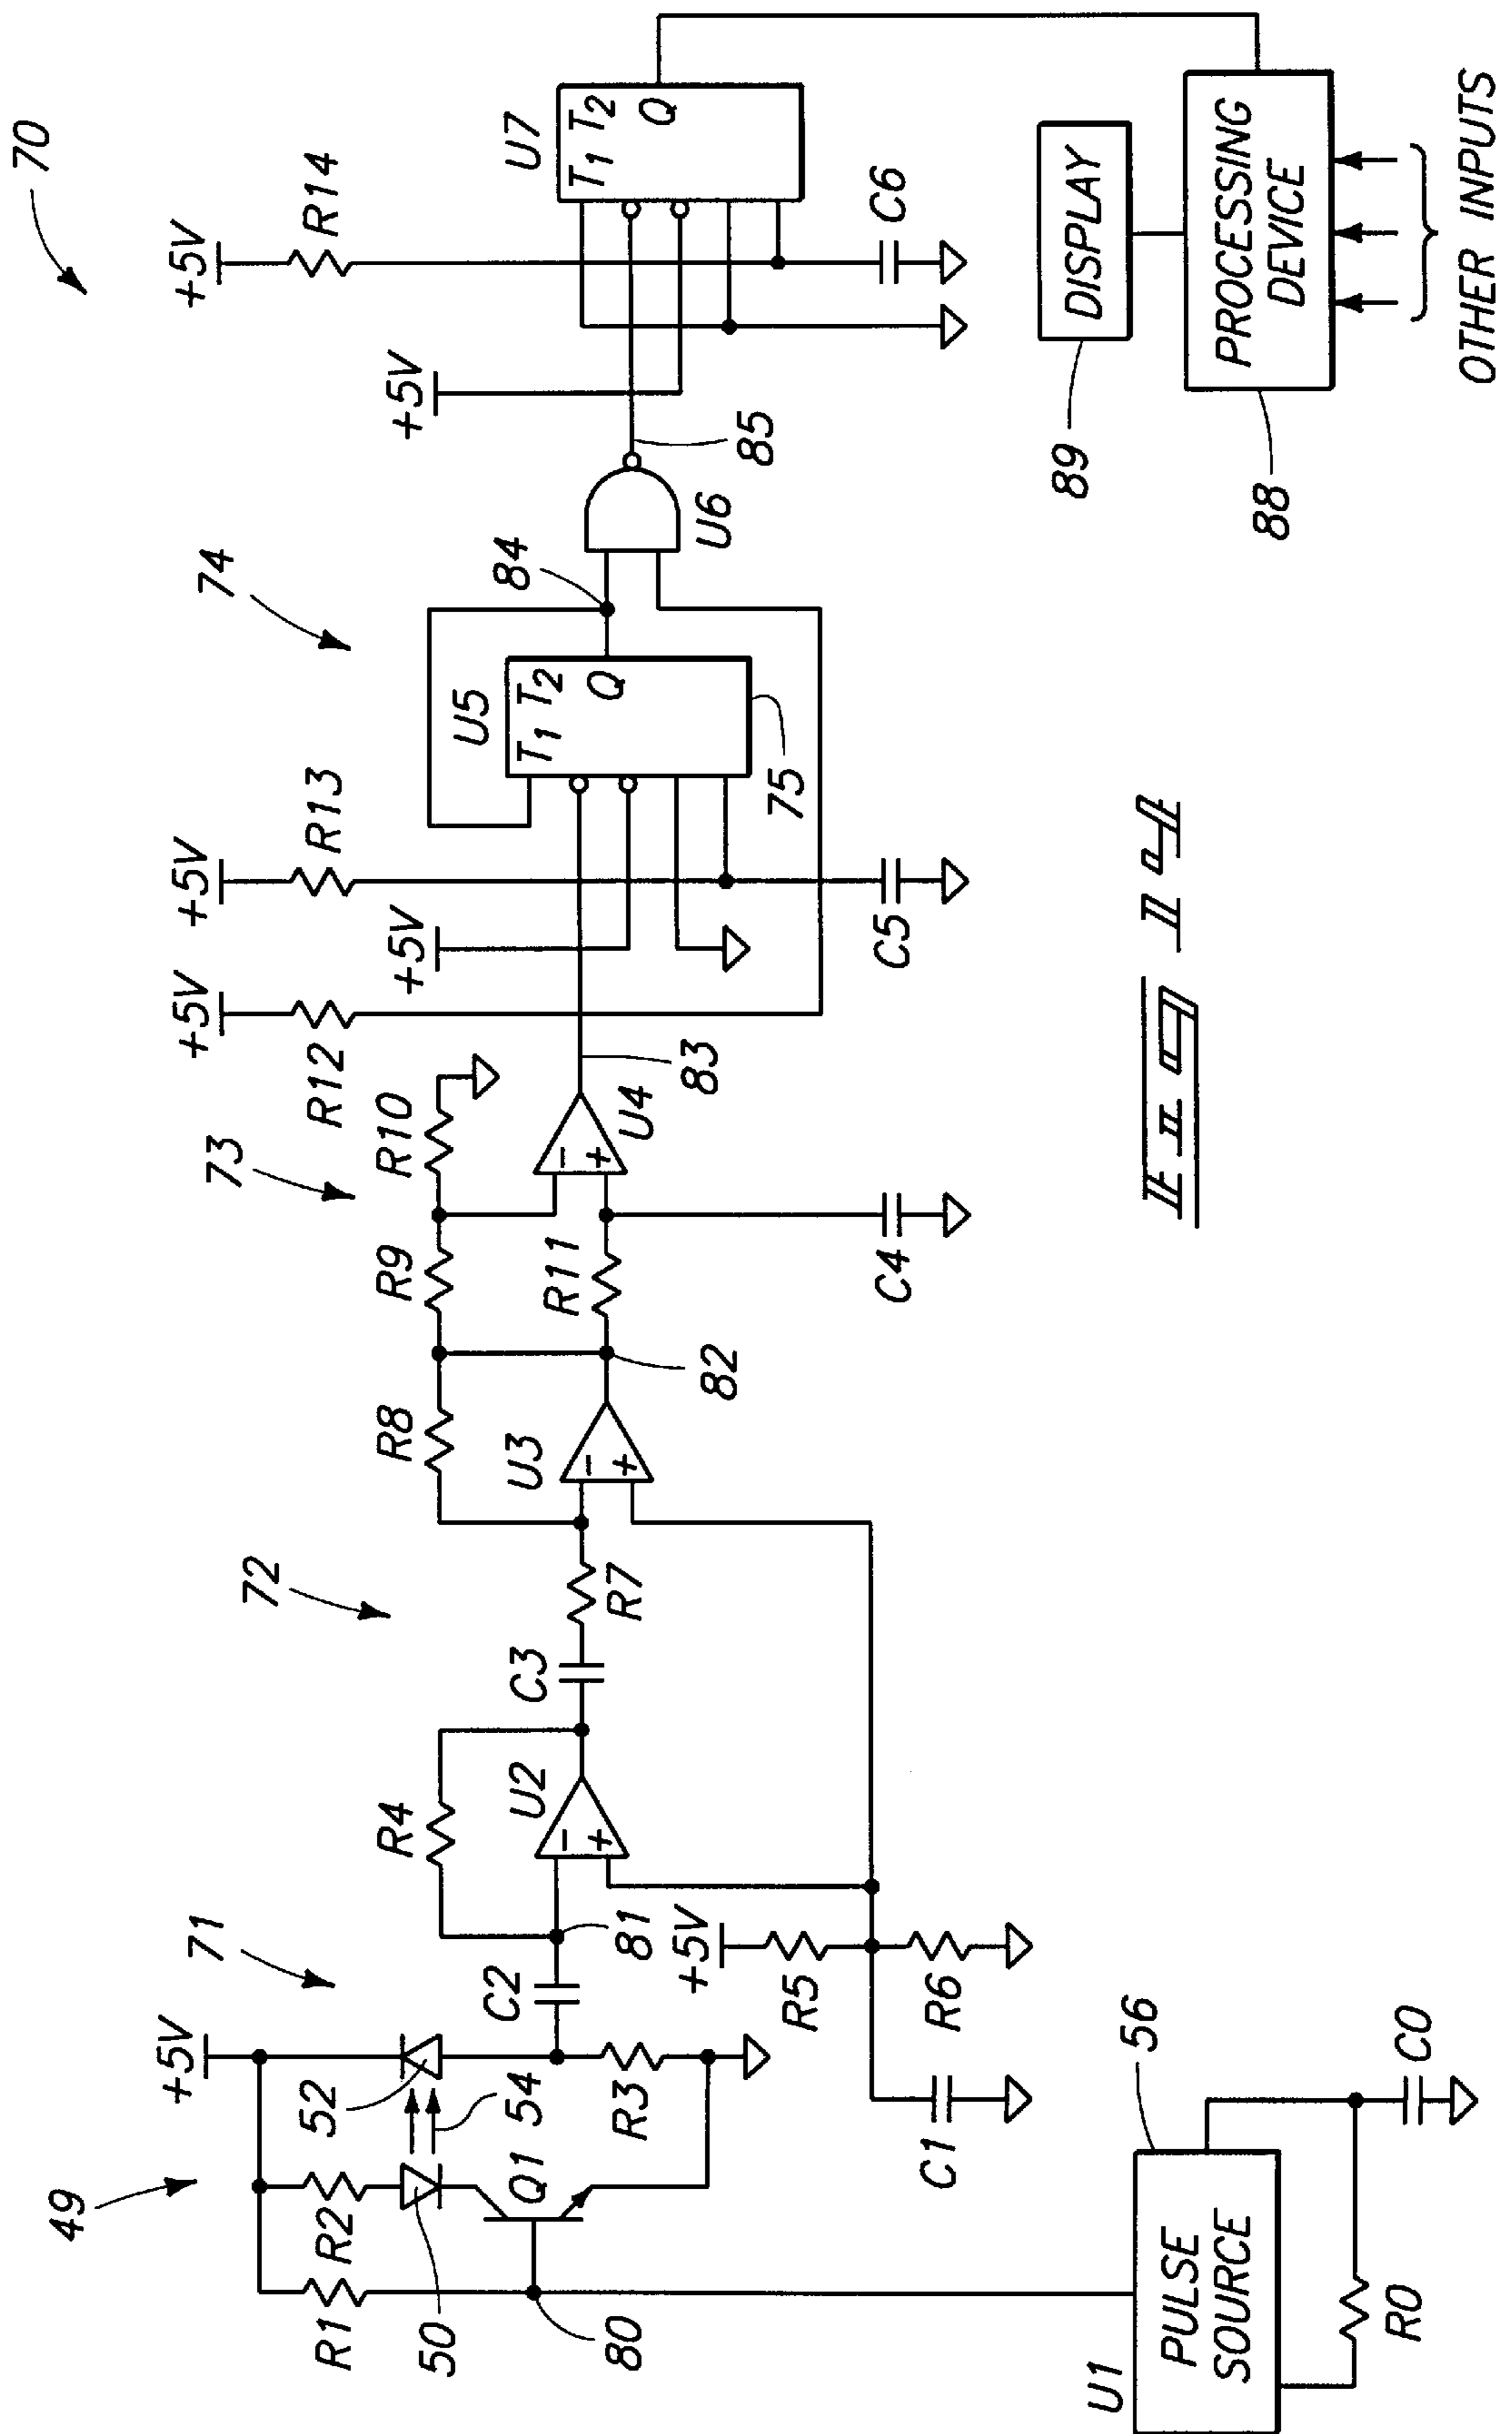 70
74
73
72
71
49
+5V
R1
R2
50
52
54
Q1
80
R3
C2
81
R4
U2
+5V
R5
R6
C1
U1
PULSE
SOURCE
56
R0
C0
C3
R7
R8
U3
82
R9
R10
R11
C4
U4
83
+5V
R12
+5V
+5V
R13
C5
U5
T1 T2
Q
75
84
U6
85
+5V
+5V
R14
C6
U7
T1 T2
Q
DISPLAY
89
PROCESSING
DEVICE
88
OTHER INPUTS